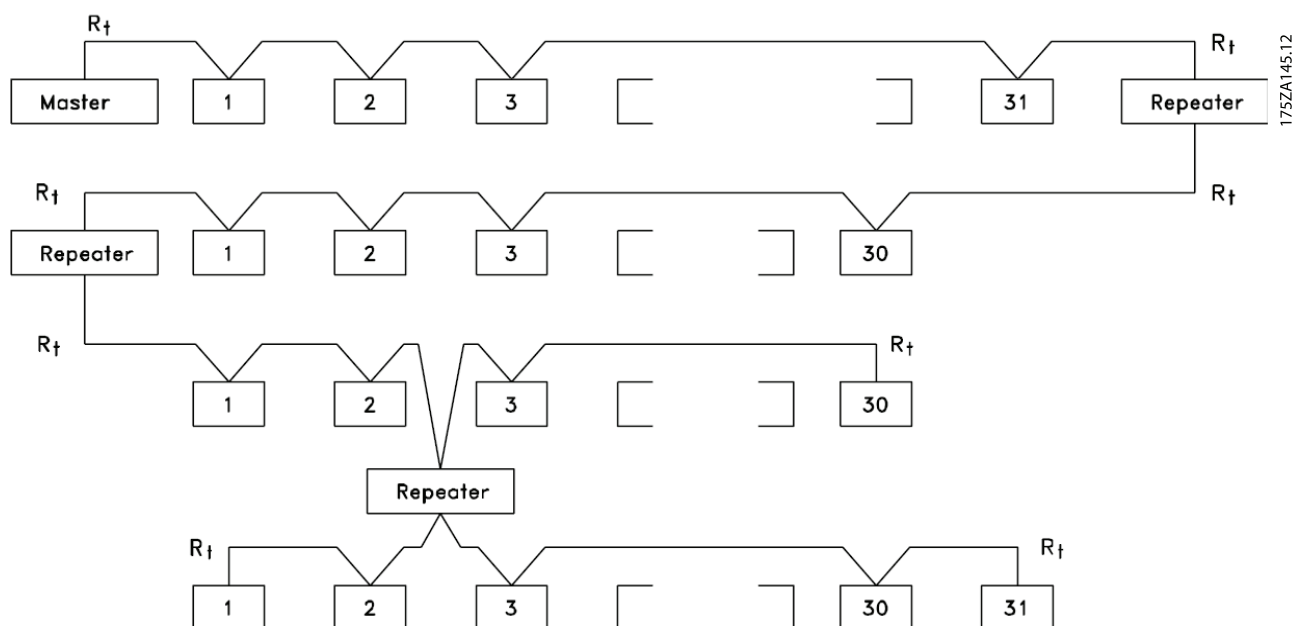 Rt Rt
Master 1 2 3 31 Repeater
175ZA145.12
Rt Rt
Repeater 1 2 3 30
Rt Rt
1 2 3 30
Repeater
Rt Rt
1 2 3 30 31